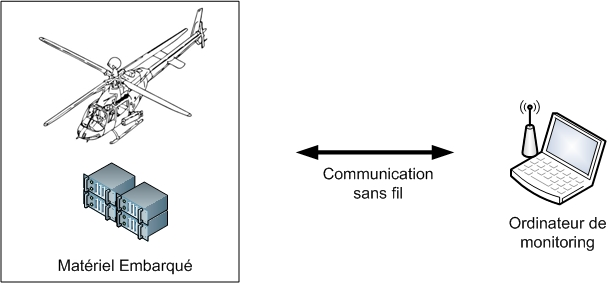 Communication
sans fil
Ordinateur de
monitoring
Matériel Embarqué